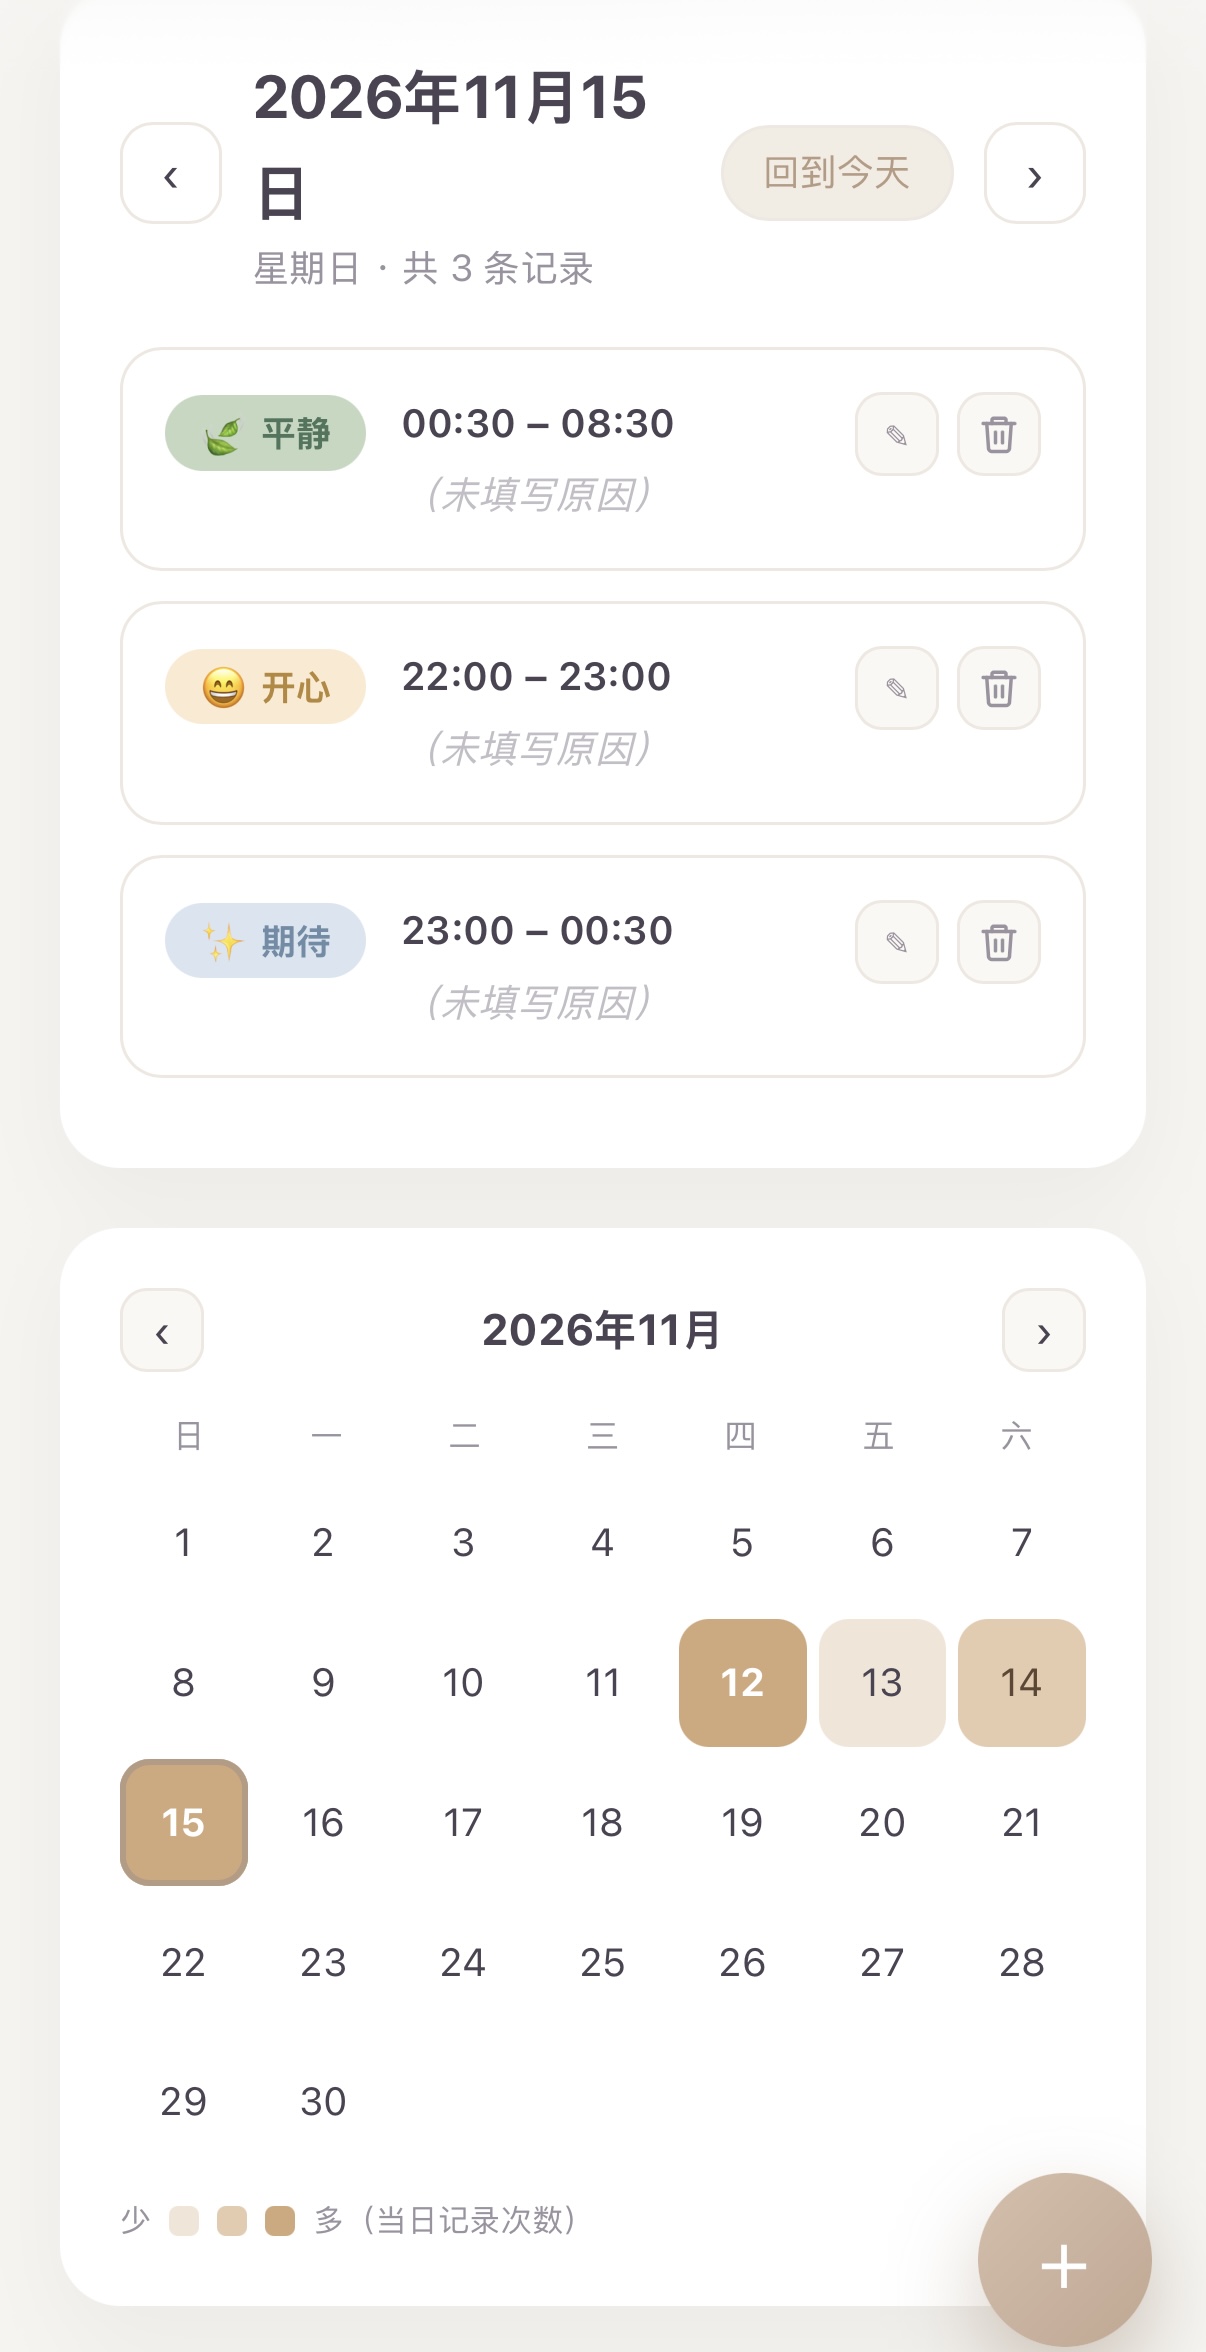 2026年11月15
日
星期日 · 共 3 条记录
‹
回到今天
›
平静
00:30 – 08:30
（未填写原因）
开心
22:00 – 23:00
（未填写原因）
期待
23:00 – 00:30
（未填写原因）
‹ 2026年11月 ›
日 一 二 三 四 五 六
1 2 3 4 5 6 7
8 9 10 11 12 13 14
15 16 17 18 19 20 21
22 23 24 25 26 27 28
29 30
少 多（当日记录次数）
+